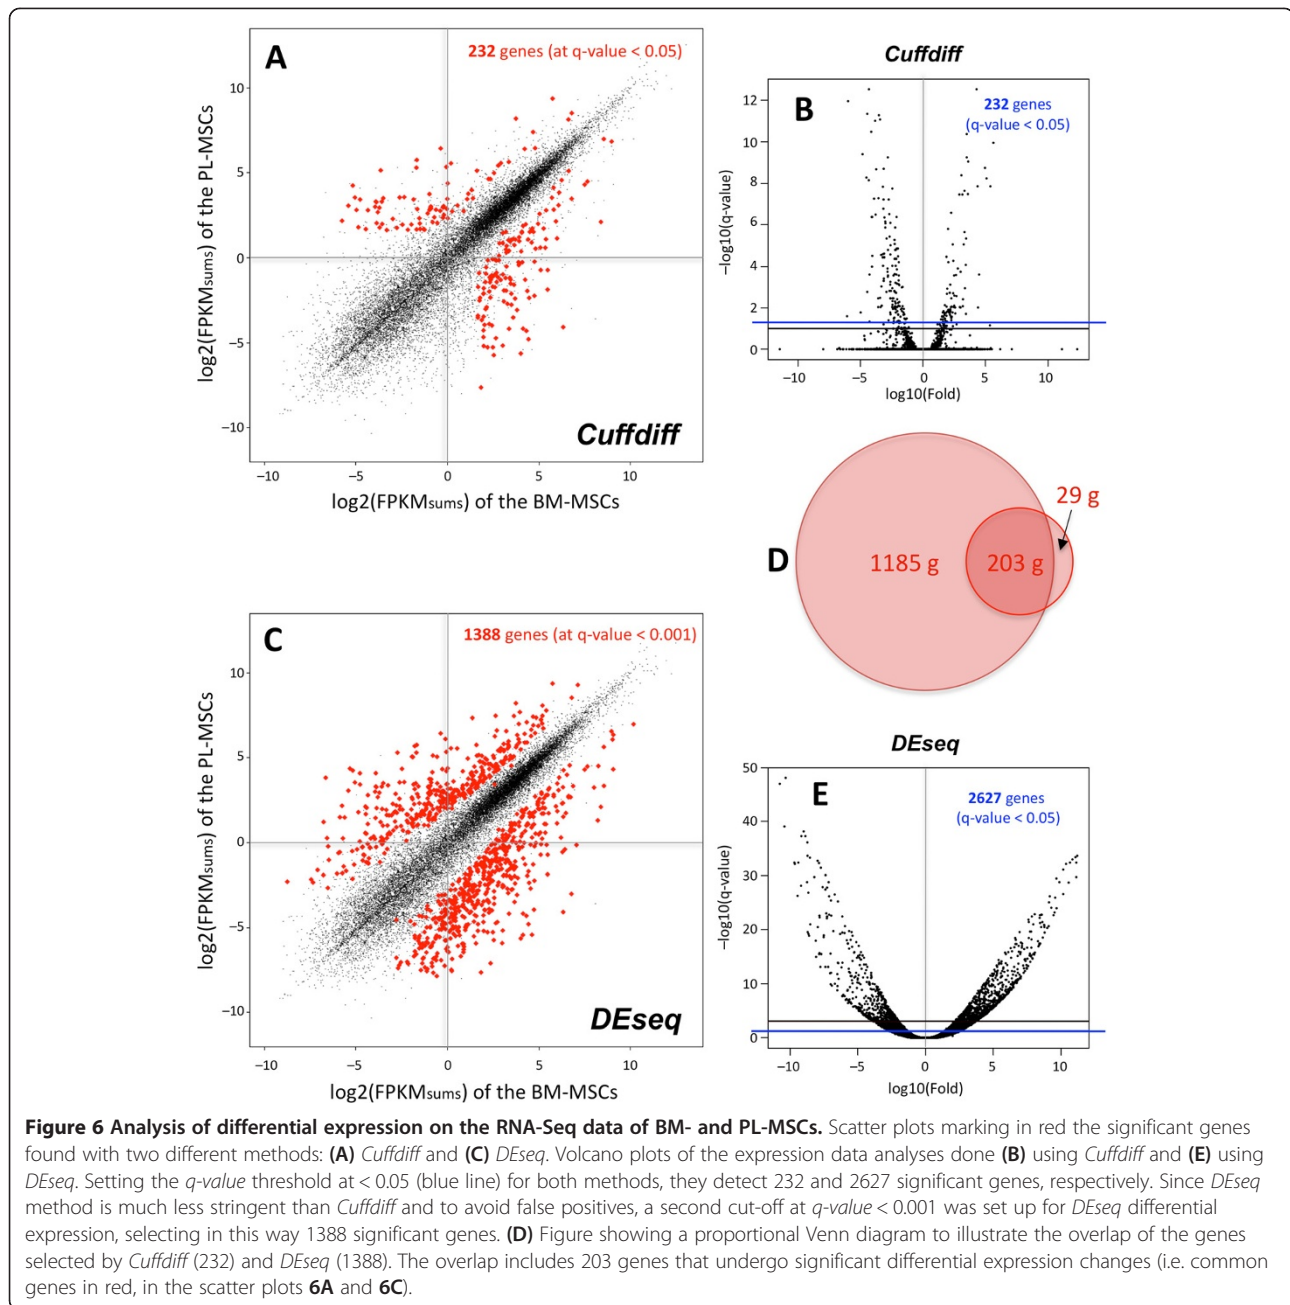 A
232 genes (at q-value < 0.05)
log2(FPKMsums) of the PL-MSCs
10
5
0
−5
−10
Cuffdiff
−10 −5 0 5 10
log2(FPKMsums) of the BM-MSCs
Cuffdiff
B
232 genes
(q-value < 0.05)
−log10(q-value)
12
10
8
6
4
2
0
−10 −5 0 5 10
log10(Fold)
D
1185 g
203 g
29 g
C
1388 genes (at q-value < 0.001)
log2(FPKMsums) of the PL-MSCs
10
5
0
−5
−10
DEseq
−10 −5 0 5 10
log2(FPKMsums) of the BM-MSCs
DEseq
E
2627 genes
(q-value < 0.05)
−log10(q-value)
50
40
30
20
10
0
−10 −5 0 5 10
log10(Fold)
Figure 6 Analysis of differential expression on the RNA-Seq data of BM- and PL-MSCs. Scatter plots marking in red the significant genes
found with two different methods: (A) Cuffdiff and (C) DEseq. Volcano plots of the expression data analyses done (B) using Cuffdiff and (E) using
DEseq. Setting the q-value threshold at < 0.05 (blue line) for both methods, they detect 232 and 2627 significant genes, respectively. Since DEseq
method is much less stringent than Cuffdiff and to avoid false positives, a second cut-off at q-value < 0.001 was set up for DEseq differential
expression, selecting in this way 1388 significant genes. (D) Figure showing a proportional Venn diagram to illustrate the overlap of the genes
selected by Cuffdiff (232) and DEseq (1388). The overlap includes 203 genes that undergo significant differential expression changes (i.e. common
genes in red, in the scatter plots 6A and 6C).